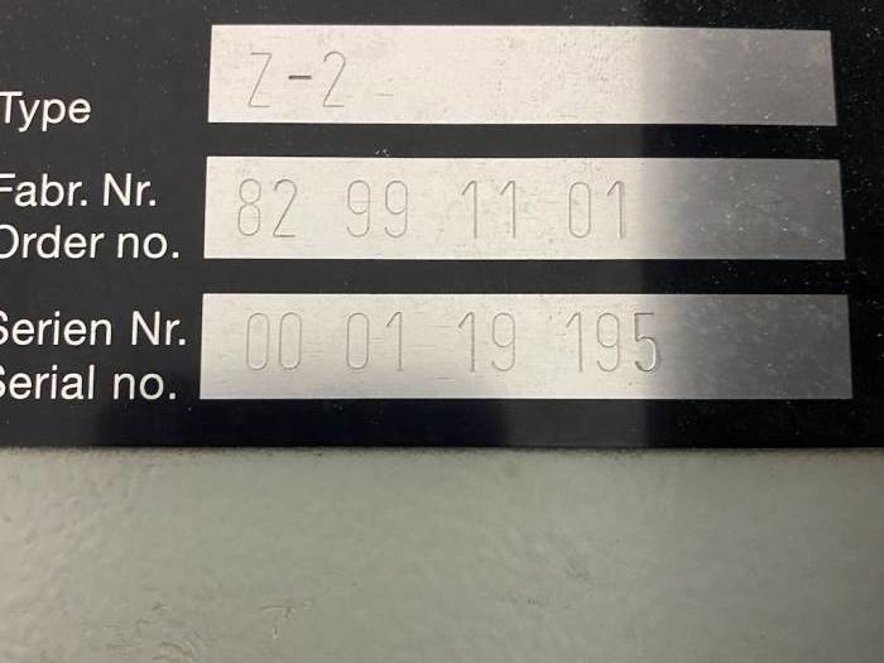 Type Z-2
Fabr. Nr.
Order no. 82 99 11 01
Serien Nr.
Serial no. 00 01 19 195